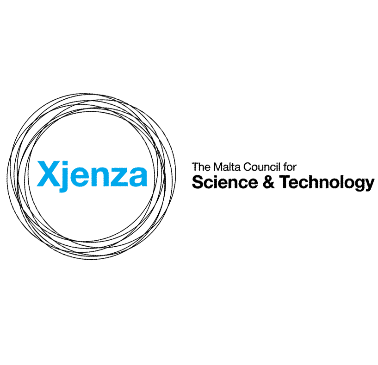 Xjenza
The Malta Council for
Science & Technology